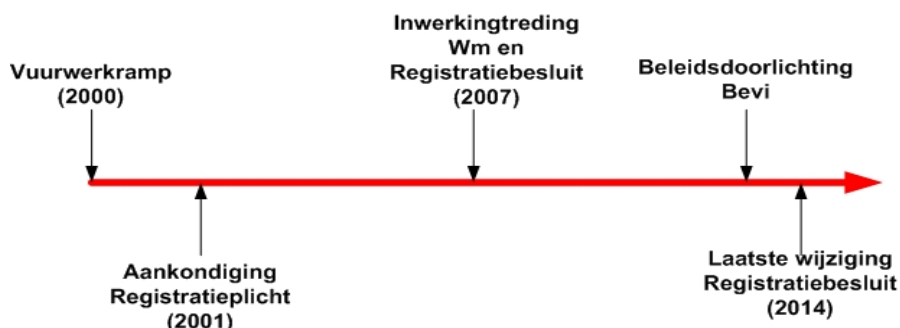 Vuurwerkramp
(2000)
Inwerkingtreding
Wm en
Registratiebesluit
(2007)
Beleidsdoorlichting
Bevi
Aankondiging
Registratieplicht
(2001)
Laatste wijziging
Registratiebesluit
(2014)